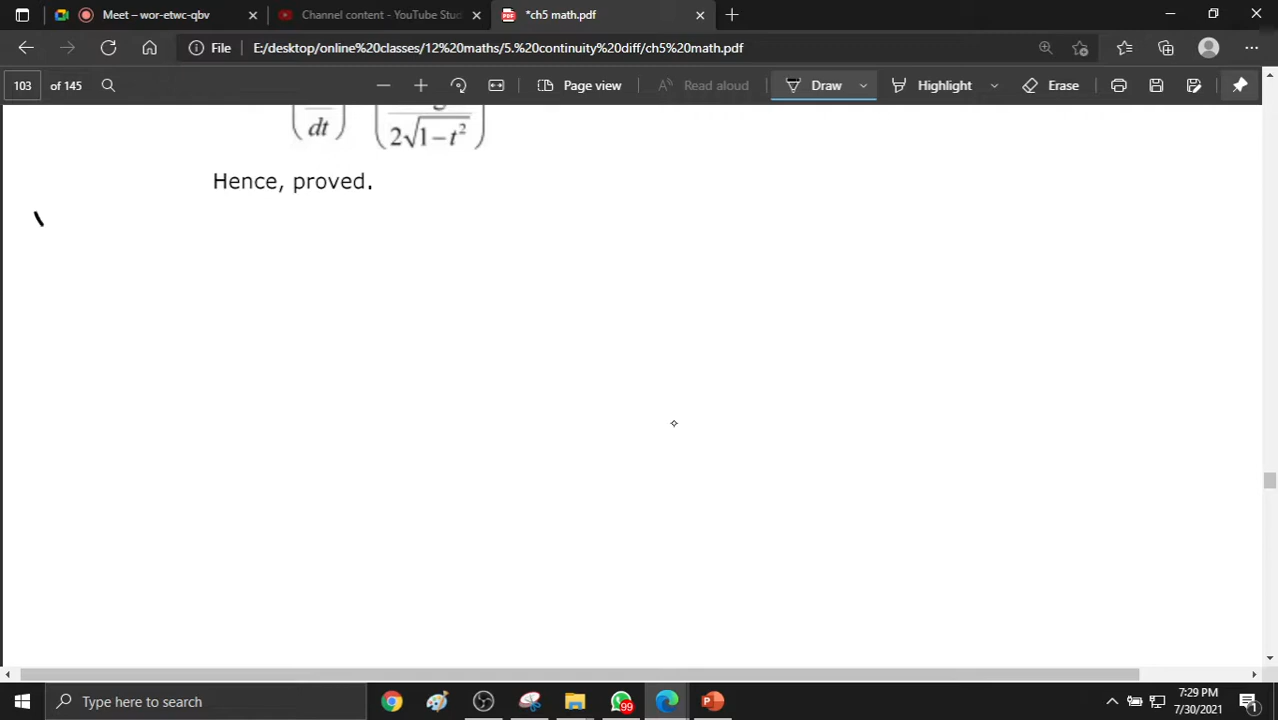 Meet – wor-etwc-qbv
Channel content - YouTube Stud
*ch5 math.pdf
File
E:/desktop/online%20classes/12%20maths/5.%20continuity%20diff/ch5%20math.pdf
103 of 145
Page view
Read aloud
Draw
Highlight
Erase
(dt) (2√1−t²)
Hence, proved.
Type here to search
99
7:29 PM
7/30/2021
1